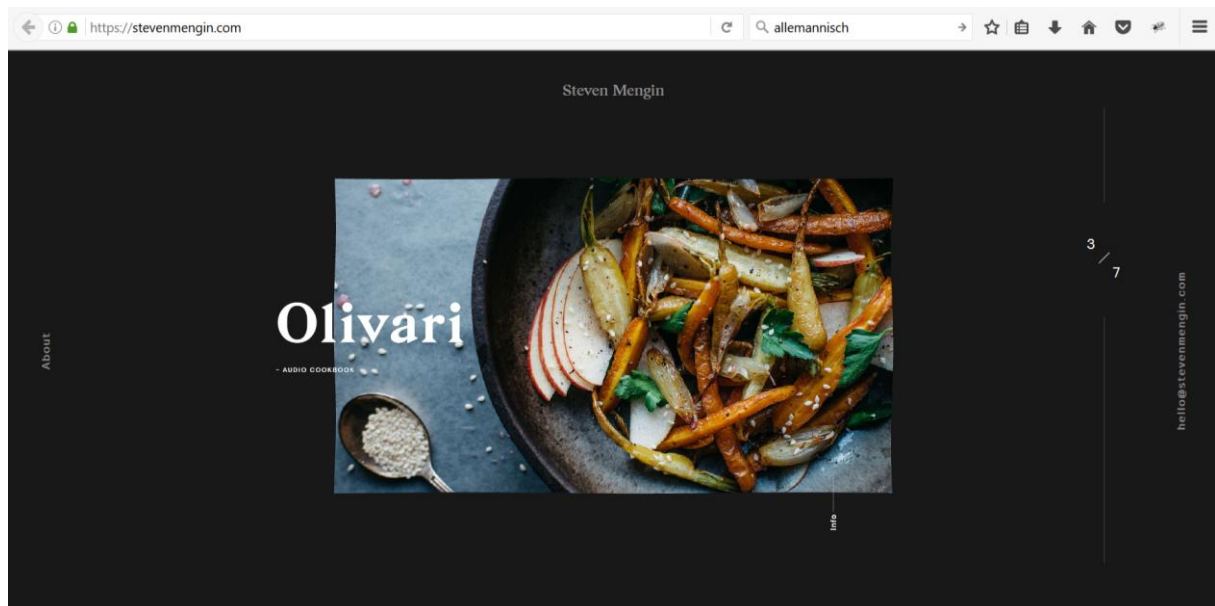 https://stevenmengin.com
allemannisch
Steven Mengin
3
7
Olivari
- AUDIO COOKBOOK
About
hello@stevenmengin.com
Info